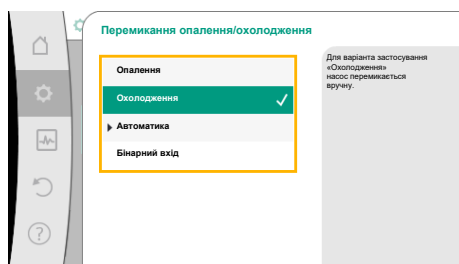 Перемикання опалення/охолодження
Опалення
Охолодження
Автоматика
Бінарний вхід
Для варіанта застосування
«Охолодження»
насос перемикається
вручну.
?